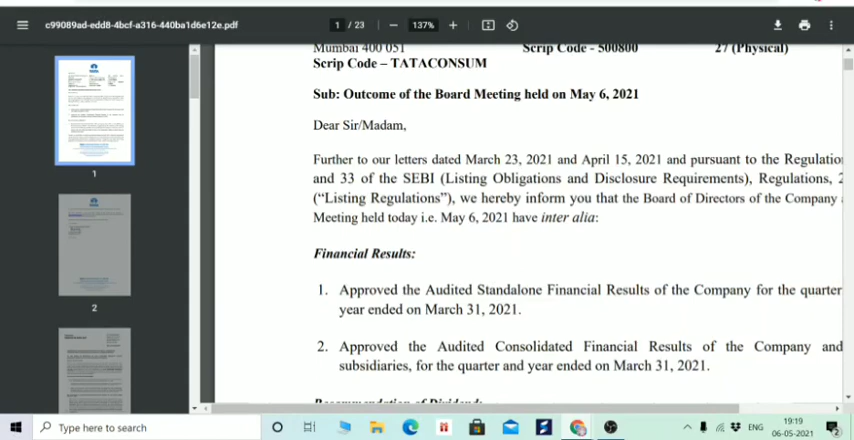 c99089ad-edd8-4bcf-a316-440ba1d6e12e.pdf
1 / 23
137%
Mumbai 400 051 Scrip Code - 500800 27 (Physical)
Scrip Code – TATACONSUM
Sub: Outcome of the Board Meeting held on May 6, 2021
Dear Sir/Madam,
Further to our letters dated March 23, 2021 and April 15, 2021 and pursuant to the Regulatio
and 33 of the SEBI (Listing Obligations and Disclosure Requirements), Regulations, 2
(“Listing Regulations”), we hereby inform you that the Board of Directors of the Company
Meeting held today i.e. May 6, 2021 have inter alia:
Financial Results:
1. Approved the Audited Standalone Financial Results of the Company for the quarter
year ended on March 31, 2021.
2. Approved the Audited Consolidated Financial Results of the Company and
subsidiaries, for the quarter and year ended on March 31, 2021.
Recommendation of Dividend:
1
2
Type here to search
ENG
19:19
06-05-2021
2